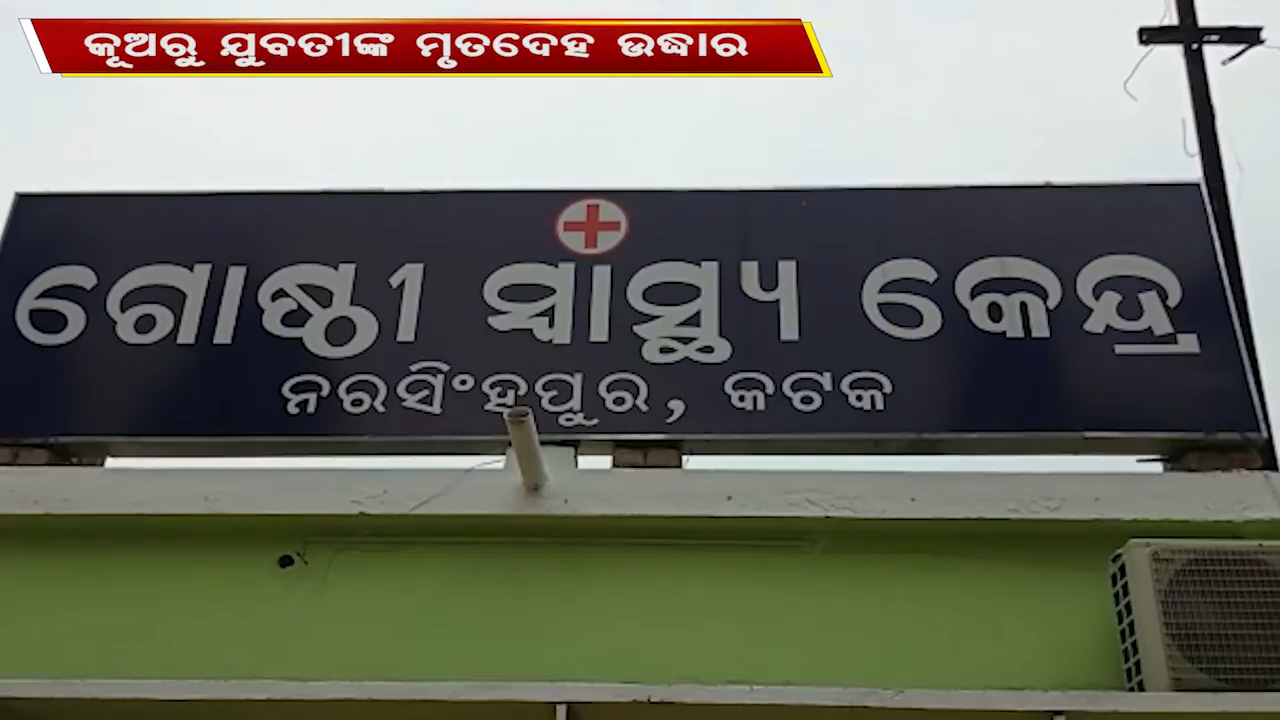 କୂଅରୁ ଯୁବତୀଙ୍କ ମୃତଦେହ ଉଦ୍ଧାର
ଗୋଷ୍ଠୀ ସ୍ୱାସ୍ଥ୍ୟ କେନ୍ଦ୍ର
ନରସିଂହପୁର, କଟକ